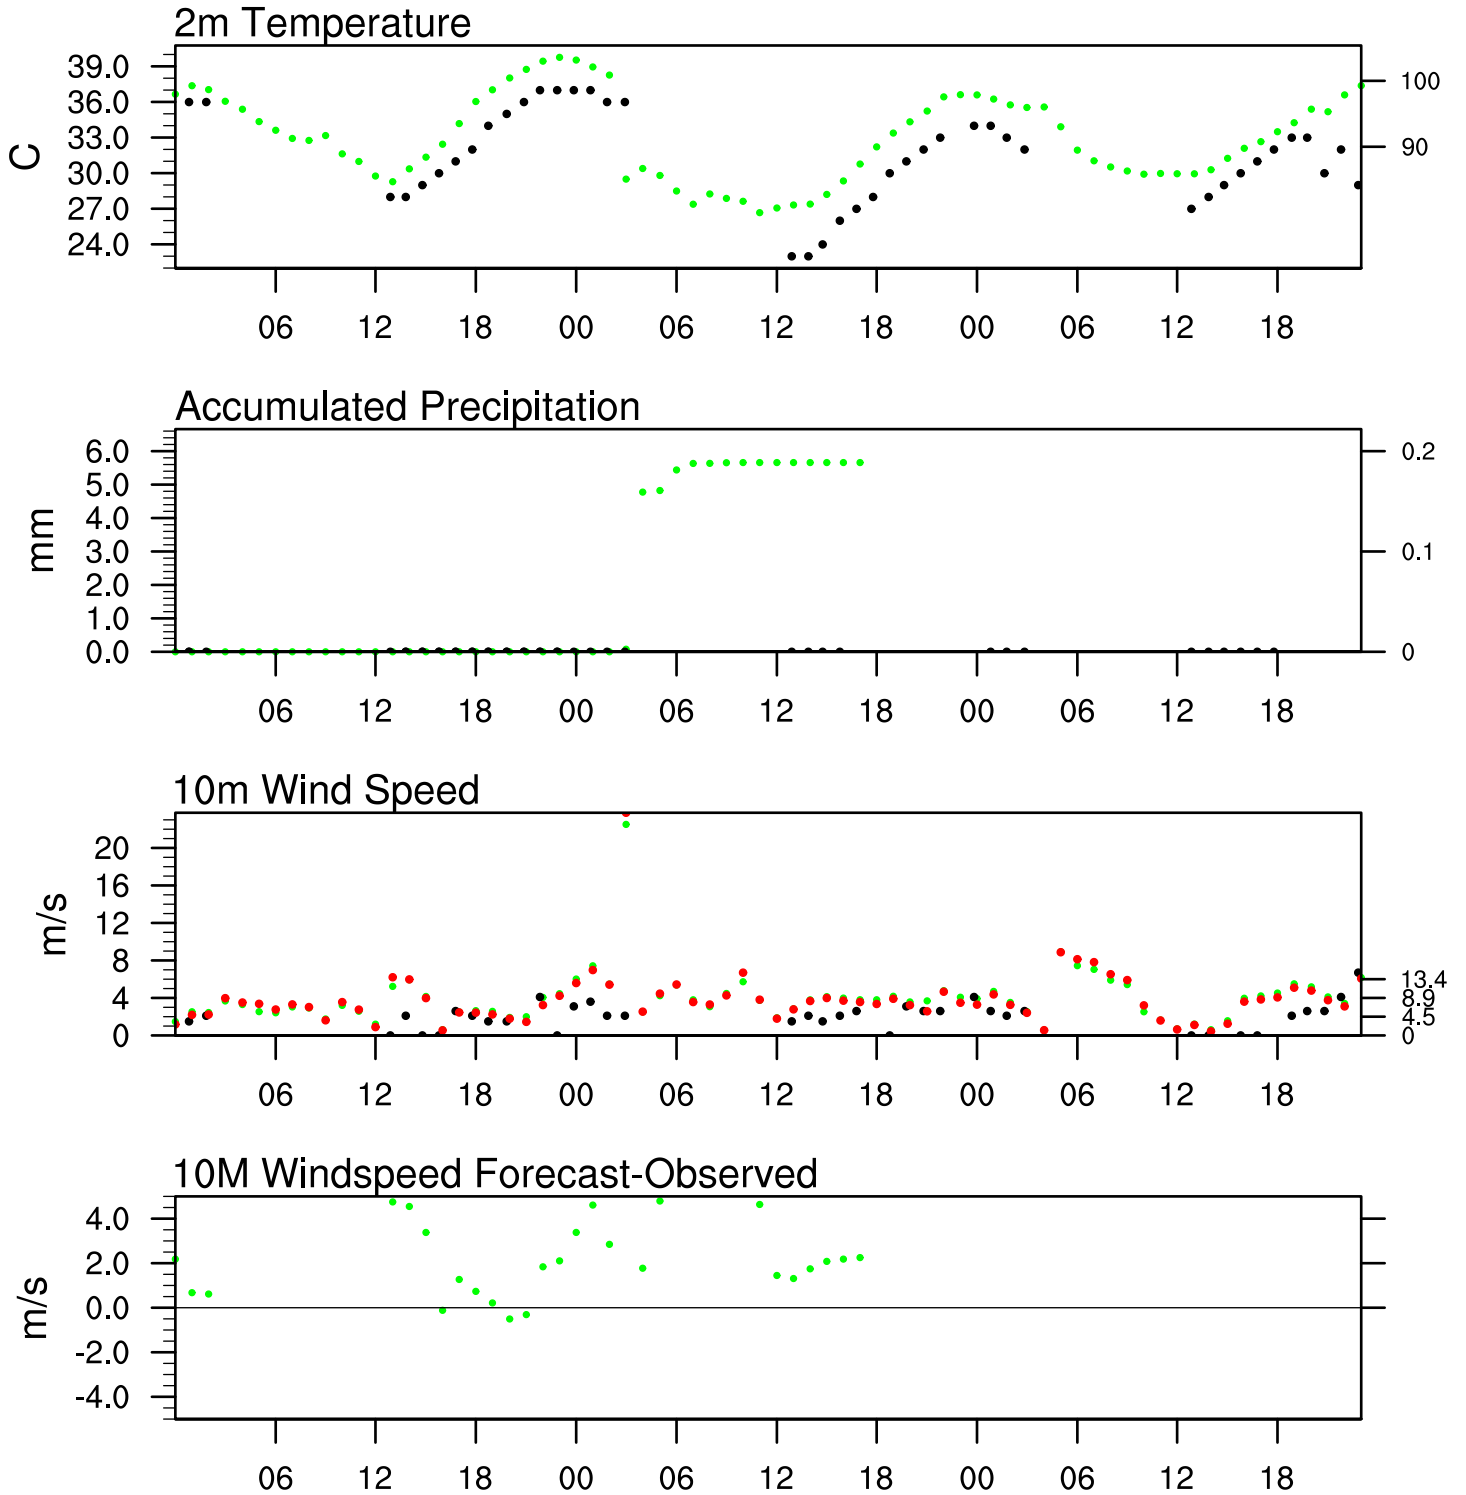 2m Temperature
39.0
36.0
33.0
30.0
27.0
24.0
C
100
90
06 12 18 00 06 12 18 00 06 12 18
Accumulated Precipitation
6.0
5.0
4.0
3.0
2.0
1.0
0.0
mm
0.2
0.1
0
06 12 18 00 06 12 18 00 06 12 18
10m Wind Speed
20
16
12
8
4
0
m/s
13.4
8.9
4.5
0
06 12 18 00 06 12 18 00 06 12 18
10M Windspeed Forecast-Observed
4.0
2.0
0.0
-2.0
-4.0
m/s
06 12 18 00 06 12 18 00 06 12 18